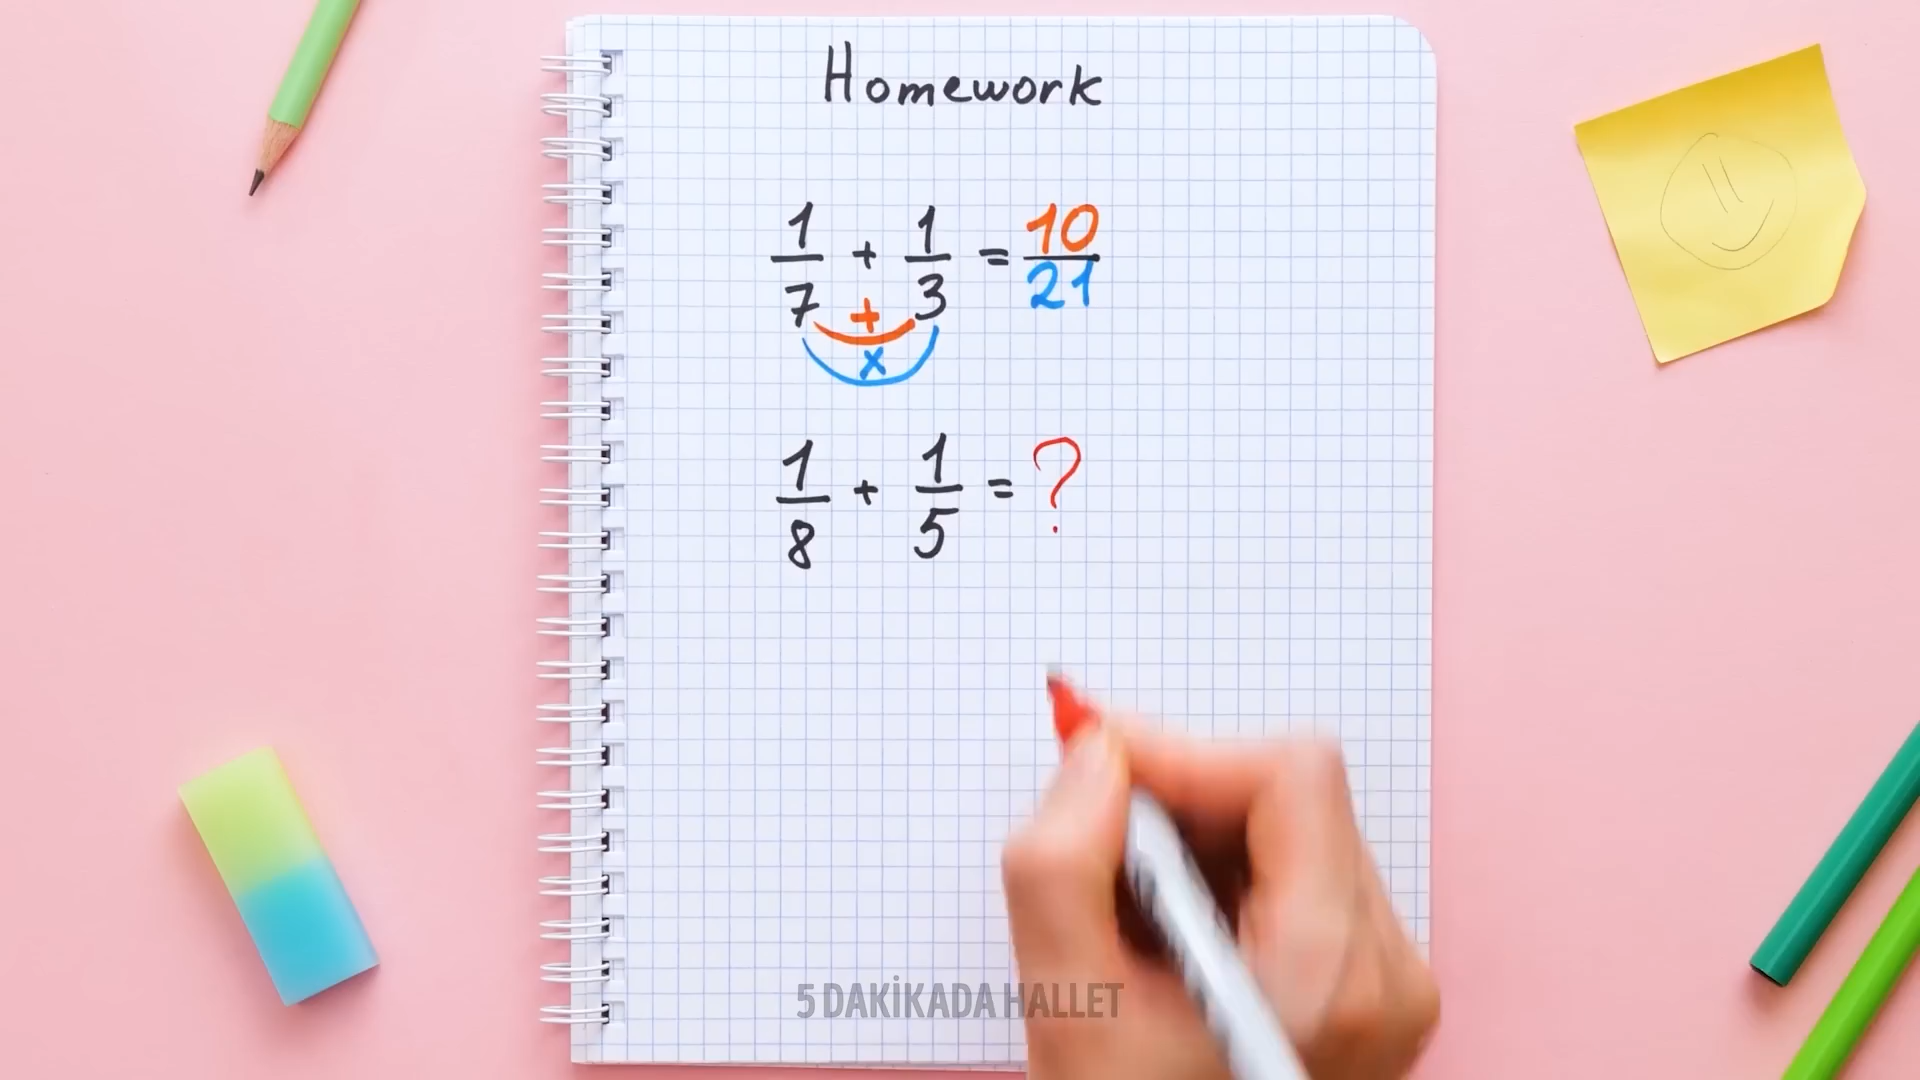 Homework
1/7 + 1/3 = 10/21
+
x
1/8 + 1/5 = ?
5 DAKİKADA HALLET